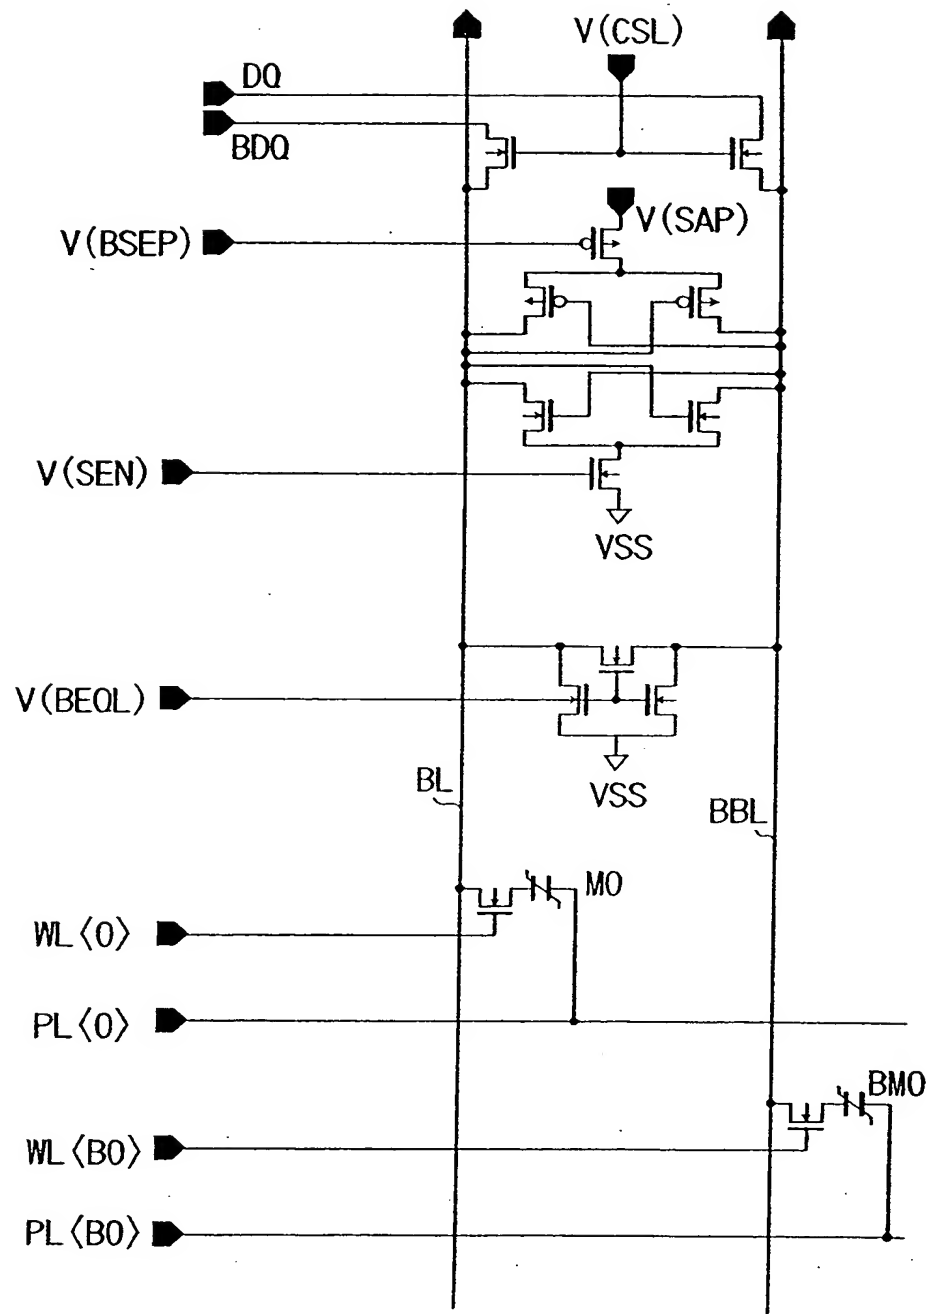 V(CSL)
DQ
BDQ
V(SAP)
V(BSEP)
V(SEN)
VSS
V(BEQL)
VSS
BL
BBL
M0
WL〈0〉
PL〈0〉
BM0
WL〈B0〉
PL〈B0〉